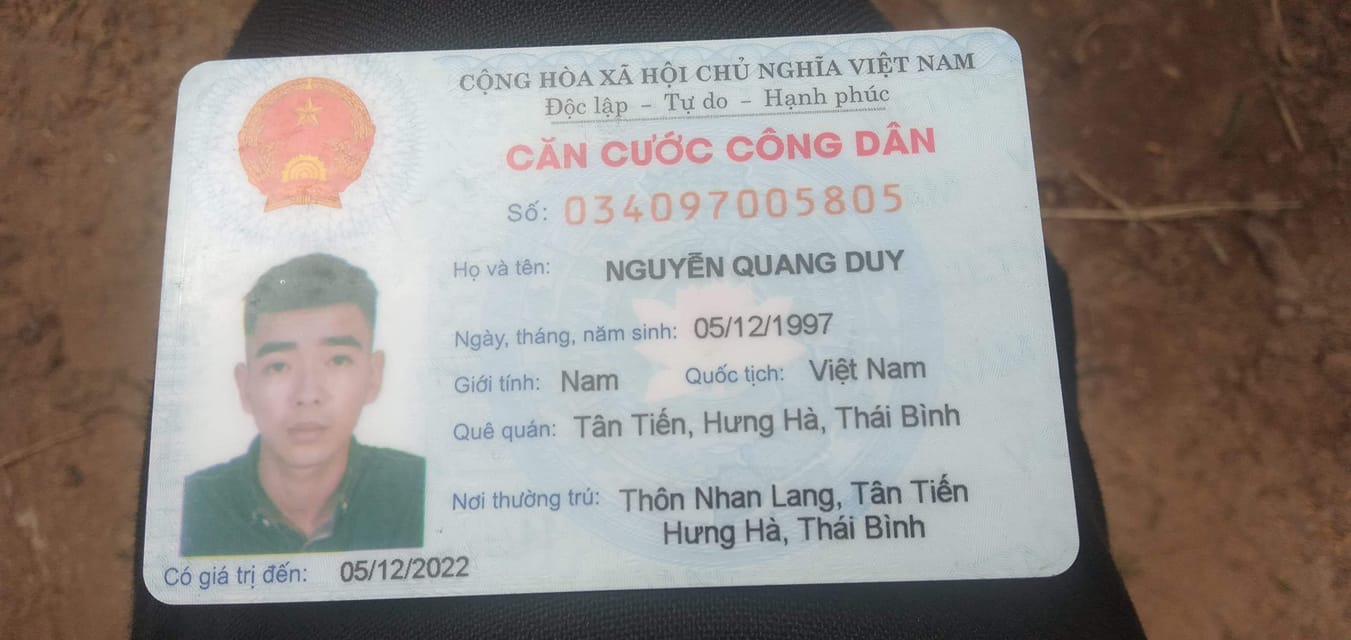 CỘNG HÒA XÃ HỘI CHỦ NGHĨA VIỆT NAM
Độc lập - Tự do - Hạnh phúc
CĂN CƯỚC CÔNG DÂN
Số: 034097005805
Họ và tên: NGUYỄN QUANG DUY
Ngày, tháng, năm sinh: 05/12/1997
Giới tính: Nam Quốc tịch: Việt Nam
Quê quán: Tân Tiến, Hưng Hà, Thái Bình
Nơi thường trú: Thôn Nhan Lang, Tân Tiến
Hưng Hà, Thái Bình
Có giá trị đến: 05/12/2022